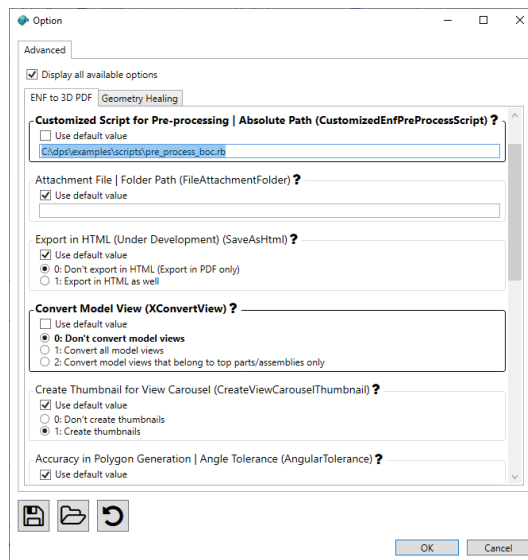 Option
Advanced
Display all available options
ENF to 3D PDF Geometry Healing
Customized Script for Pre-processing | Absolute Path (CustomizedEnfPreProcessScript) ?
Use default value
C:\dps\examples\scripts\pre_process_boc.rb
Attachment File | Folder Path (FileAttachmentFolder) ?
Use default value
Export in HTML (Under Development) (SaveAsHtml) ?
Use default value
0: Don't export in HTML (Export in PDF only)
1: Export in HTML as well
Convert Model View (XConvertView) ?
Use default value
0: Don't convert model views
1: Convert all model views
2: Convert model views that belong to top parts/assemblies only
Create Thumbnail for View Carousel (CreateViewCarouselThumbnail) ?
Use default value
0: Don't create thumbnails
1: Create thumbnails
Accuracy in Polygon Generation | Angle Tolerance (AngularTolerance) ?
Use default value
OK Cancel